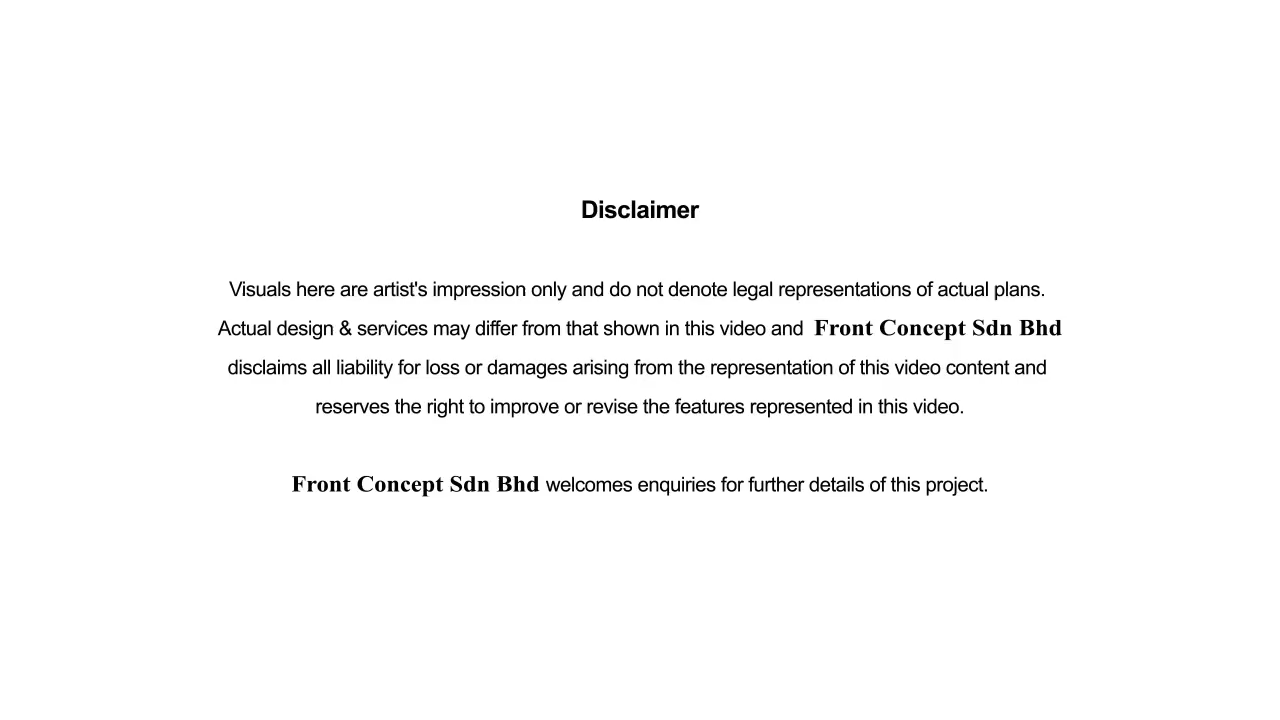 Disclaimer
Visuals here are artist's impression only and do not denote legal representations of actual plans.
Actual design & services may differ from that shown in this video and Front Concept Sdn Bhd
disclaims all liability for loss or damages arising from the representation of this video content and
reserves the right to improve or revise the features represented in this video.
Front Concept Sdn Bhd welcomes enquiries for further details of this project.